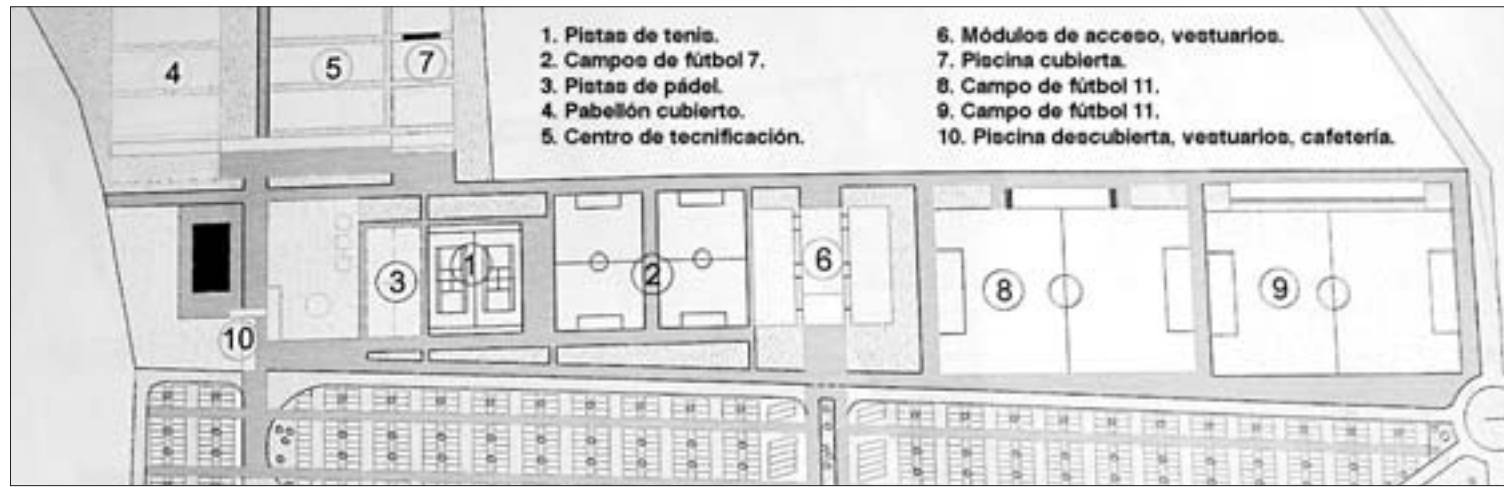 1. Pistas de tenis.
2. Campos de fútbol 7.
3. Pistas de pádel.
4. Pabellón cubierto.
5. Centro de tecnificación.
6. Módulos de acceso, vestuarios.
7. Piscina cubierta.
8. Campo de fútbol 11.
9. Campo de fútbol 11.
10. Piscina descubierta, vestuarios, cafetería.
4
5
7
3
1
2
6
8
9
10